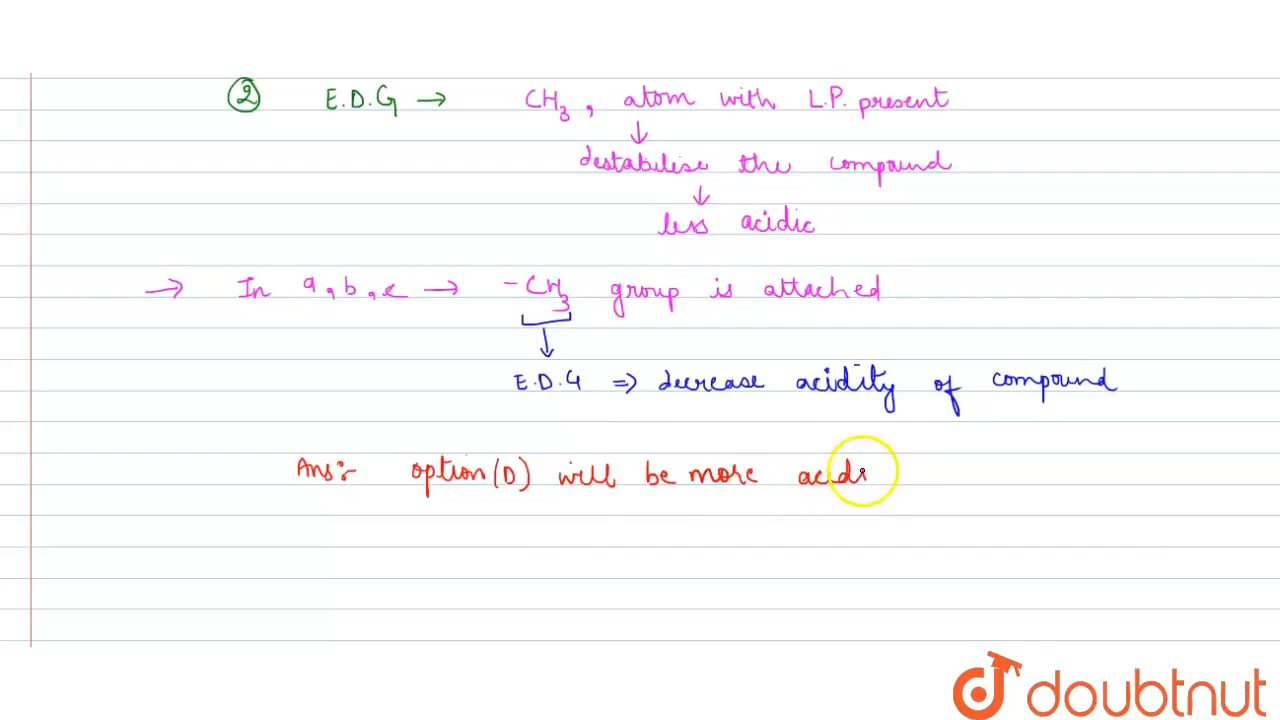 ② E.D.G → CH3, atom with L.P. present
↓
destabilise the compound
↓
less acidic
→ In a, b, c → -CH3 group is attached
↓
E.D.G ⇒ decrease acidity of compound
Ans:- option (D) will be more acidi
doubtnut